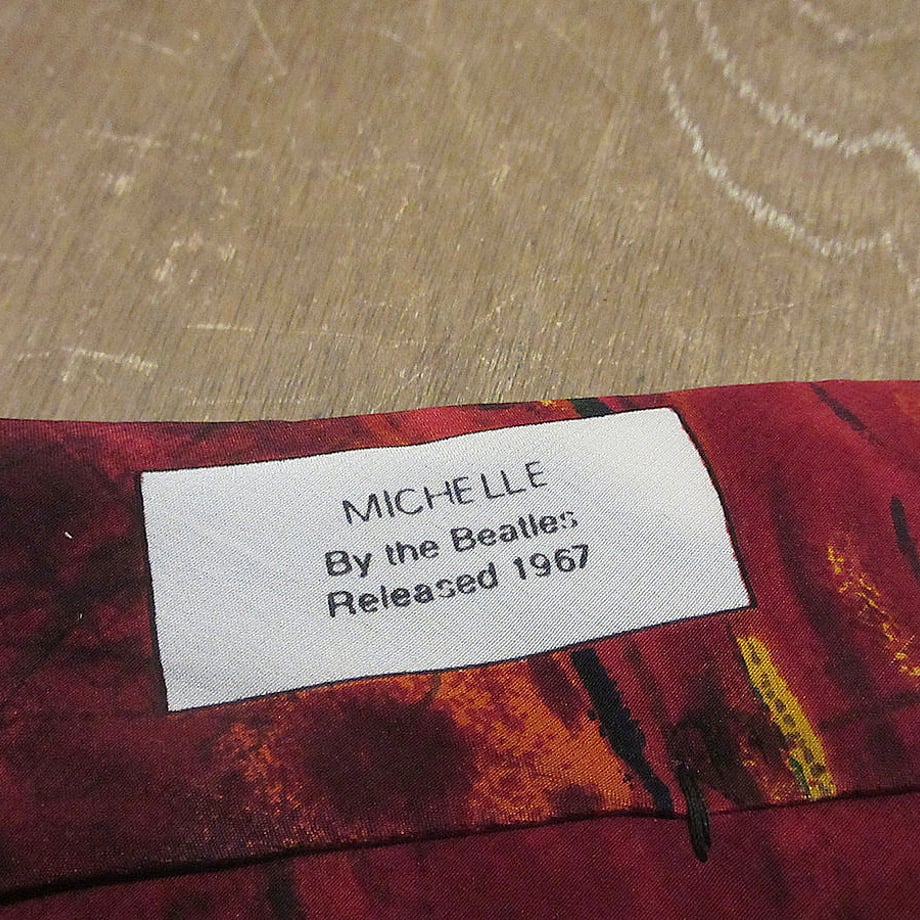 MICHELLE
By the Beatles
Released 1967